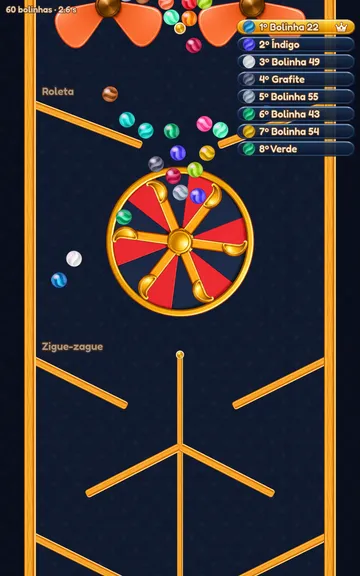 60 bolinhas · 2.6 s
1º Bolinha 22
2º Índigo
3º Bolinha 49
4º Grafite
5º Bolinha 55
6º Bolinha 43
7º Bolinha 54
8º Verde
Roleta
Zigue-zague